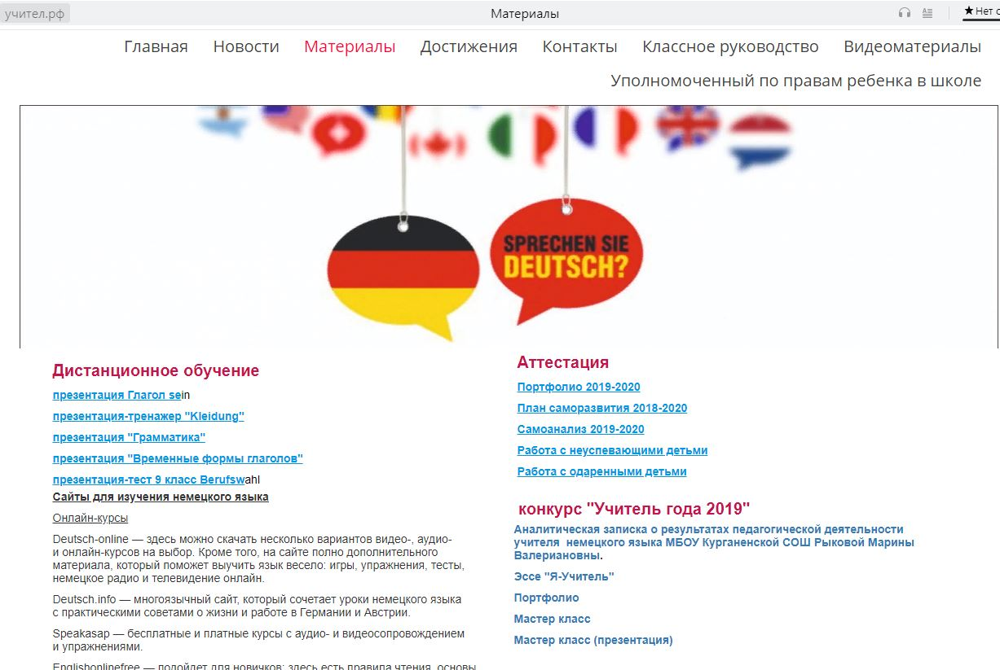 учител.рф
Материалы
Нет о
Главная Новости Материалы Достижения Контакты Классное руководство Видеоматериалы
Уполномоченный по правам ребенка в школе
SPRECHEN SIE
DEUTSCH?
Дистанционное обучение
презентация Глагол sein
презентация-тренажер "Kleidung"
презентация "Грамматика"
презентация "Временные формы глаголов"
презентация-тест 9 класс Berufswahl
Сайты для изучения немецкого языка
Онлайн-курсы
Deutsch-online — здесь можно скачать несколько вариантов видео-, аудио-
и онлайн-курсов на выбор. Кроме того, на сайте полно дополнительного
материала, который поможет выучить язык весело: игры, упражнения, тесты,
немецкое радио и телевидение онлайн.
Deutsch.info — многоязычный сайт, который сочетает уроки немецкого языка
с практическими советами о жизни и работе в Германии и Австрии.
Speakasap — бесплатные и платные курсы с аудио- и видеосопровождением
и упражнениями.
Englishonlinefree — подойдет для новичков: здесь есть правила чтения, основы
Аттестация
Портфолио 2019-2020
План саморазвития 2018-2020
Самоанализ 2019-2020
Работа с неуспевающими детьми
Работа с одаренными детьми
конкурс "Учитель года 2019"
Аналитическая записка о результатах педагогической деятельности
учителя немецкого языка МБОУ Курганенской СОШ Рыковой Марины
Валериановны.
Эссе "Я-Учитель"
Портфолио
Мастер класс
Мастер класс (презентация)